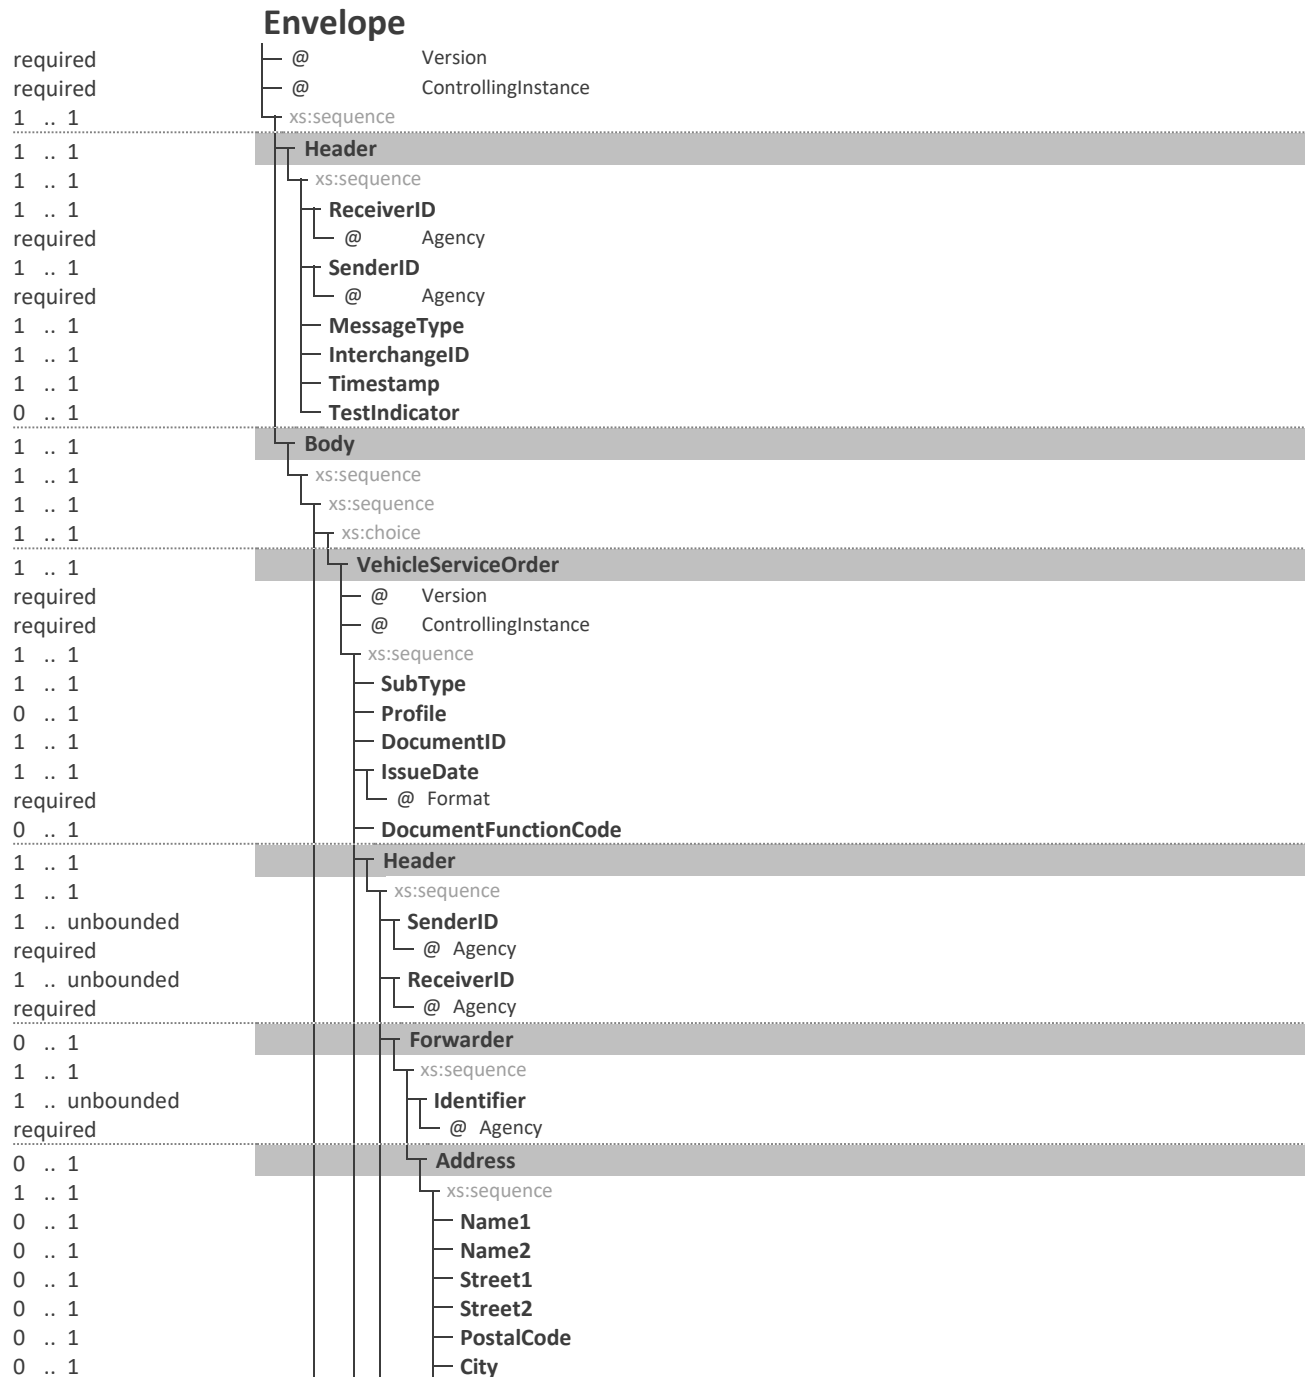 Envelope
required @ Version
required @ ControllingInstance
1 .. 1 xs:sequence
1 .. 1 Header
1 .. 1 xs:sequence
1 .. 1 ReceiverID
required @ Agency
1 .. 1 SenderID
required @ Agency
1 .. 1 MessageType
1 .. 1 InterchangeID
1 .. 1 Timestamp
0 .. 1 TestIndicator
1 .. 1 Body
1 .. 1 xs:sequence
1 .. 1 xs:sequence
1 .. 1 xs:choice
1 .. 1 VehicleServiceOrder
required @ Version
required @ ControllingInstance
1 .. 1 xs:sequence
1 .. 1 SubType
0 .. 1 Profile
1 .. 1 DocumentID
1 .. 1 IssueDate
required @ Format
0 .. 1 DocumentFunctionCode
1 .. 1 Header
1 .. 1 xs:sequence
1 .. unbounded SenderID
required @ Agency
1 .. unbounded ReceiverID
required @ Agency
0 .. 1 Forwarder
1 .. 1 xs:sequence
1 .. unbounded Identifier
required @ Agency
0 .. 1 Address
1 .. 1 xs:sequence
0 .. 1 Name1
0 .. 1 Name2
0 .. 1 Street1
0 .. 1 Street2
0 .. 1 PostalCode
0 .. 1 City